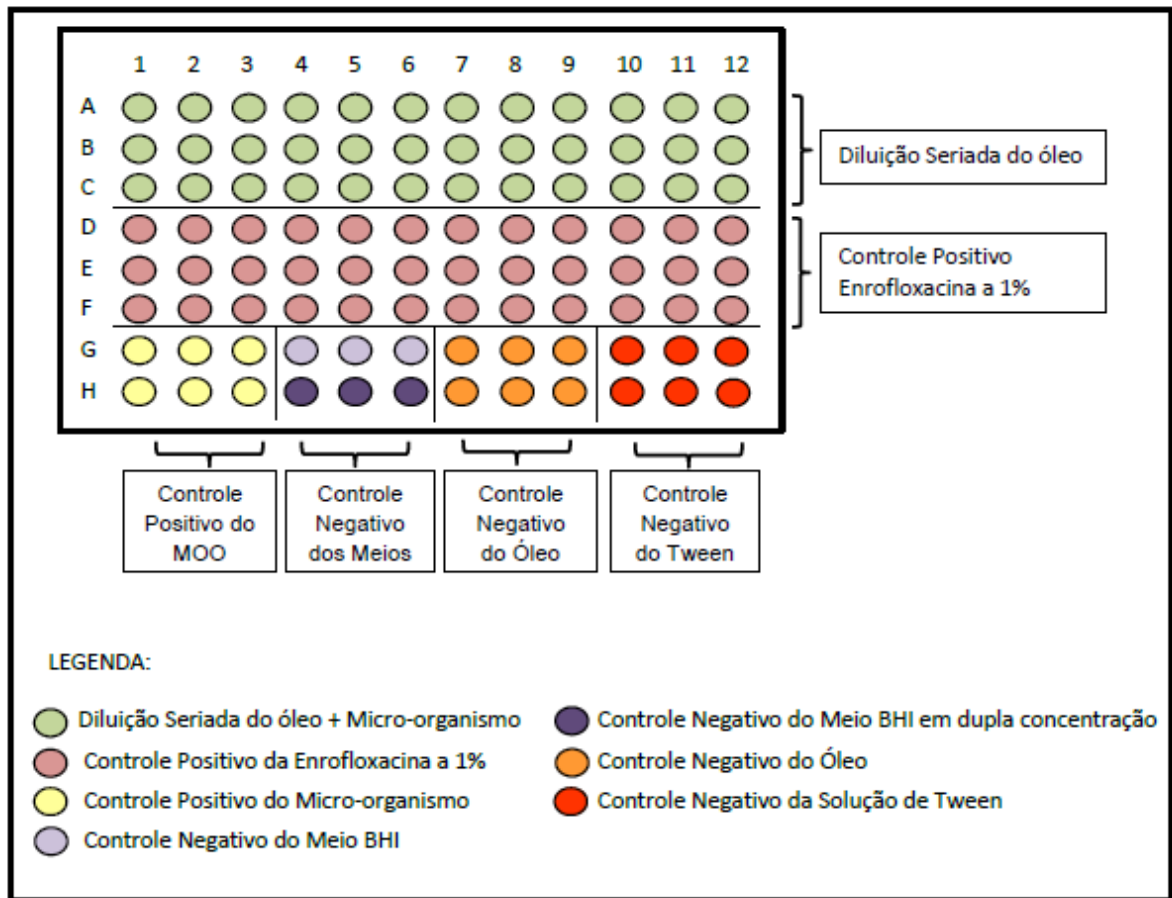 1 2 3 4 5 6 7 8 9 10 11 12
A
B
C
Diluição Seriada do óleo
D
E
F
Controle Positivo
Enrofloxacina a 1%
G
H
Controle
Positivo do
MOO
Controle
Negativo
dos Meios
Controle
Negativo
do Óleo
Controle
Negativo
do Tween
LEGENDA:
Diluição Seriada do óleo + Micro-organismo
Controle Positivo da Enrofloxacina a 1%
Controle Positivo do Micro-organismo
Controle Negativo do Meio BHI
Controle Negativo do Meio BHI em dupla concentração
Controle Negativo do Óleo
Controle Negativo da Solução de Tween